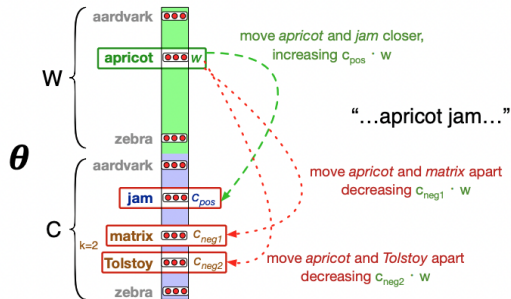 aardvark
move apricot and jam closer,
increasing cpos · w
apricot w
W
“...apricot jam...”
zebra
θ
aardvark
move apricot and matrix apart
decreasing cneg1 · w
jam cpos
C
matrix cneg1
k=2
Tolstoy cneg2
move apricot and Tolstoy apart
decreasing cneg2 · w
zebra